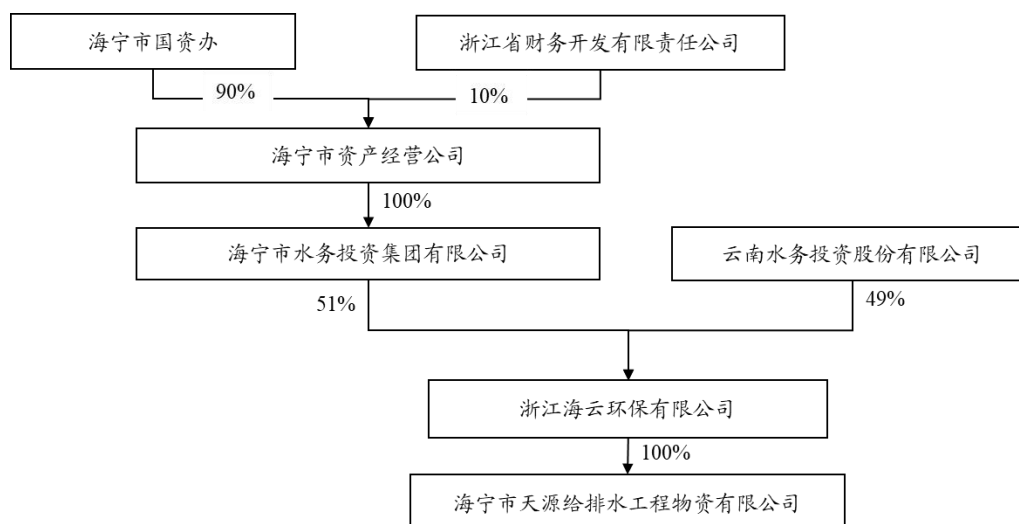 海宁市国资办
浙江省财务开发有限责任公司
90%
10%
海宁市资产经营公司
100%
海宁市水务投资集团有限公司
云南水务投资股份有限公司
51%
49%
浙江海云环保有限公司
100%
海宁市天源给排水工程物资有限公司